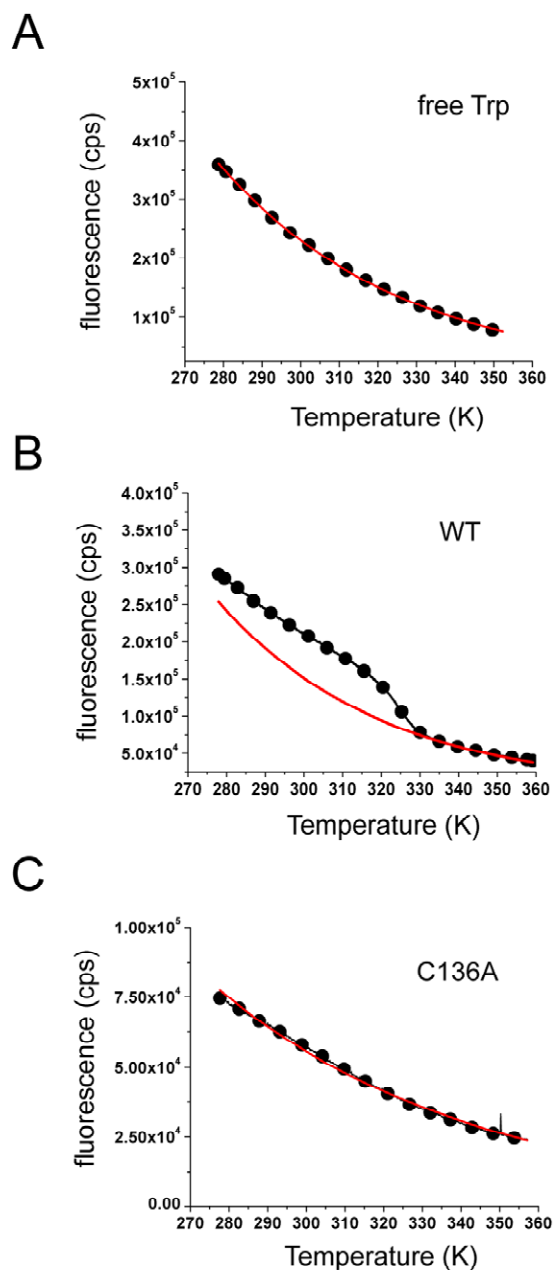 A
free Trp
fluorescence (cps)
5x10⁵
4x10⁵
3x10⁵
2x10⁵
1x10⁵
270 280 290 300 310 320 330 340 350 360
Temperature (K)
B
WT
fluorescence (cps)
4.0x10⁵
3.5x10⁵
3.0x10⁵
2.5x10⁵
2.0x10⁵
1.5x10⁵
1.0x10⁵
5.0x10⁴
270 280 290 300 310 320 330 340 350 360
Temperature (K)
C
C136A
fluorescence (cps)
1.00x10⁵
7.50x10⁴
5.00x10⁴
2.50x10⁴
0.00
270 280 290 300 310 320 330 340 350 360
Temperature (K)